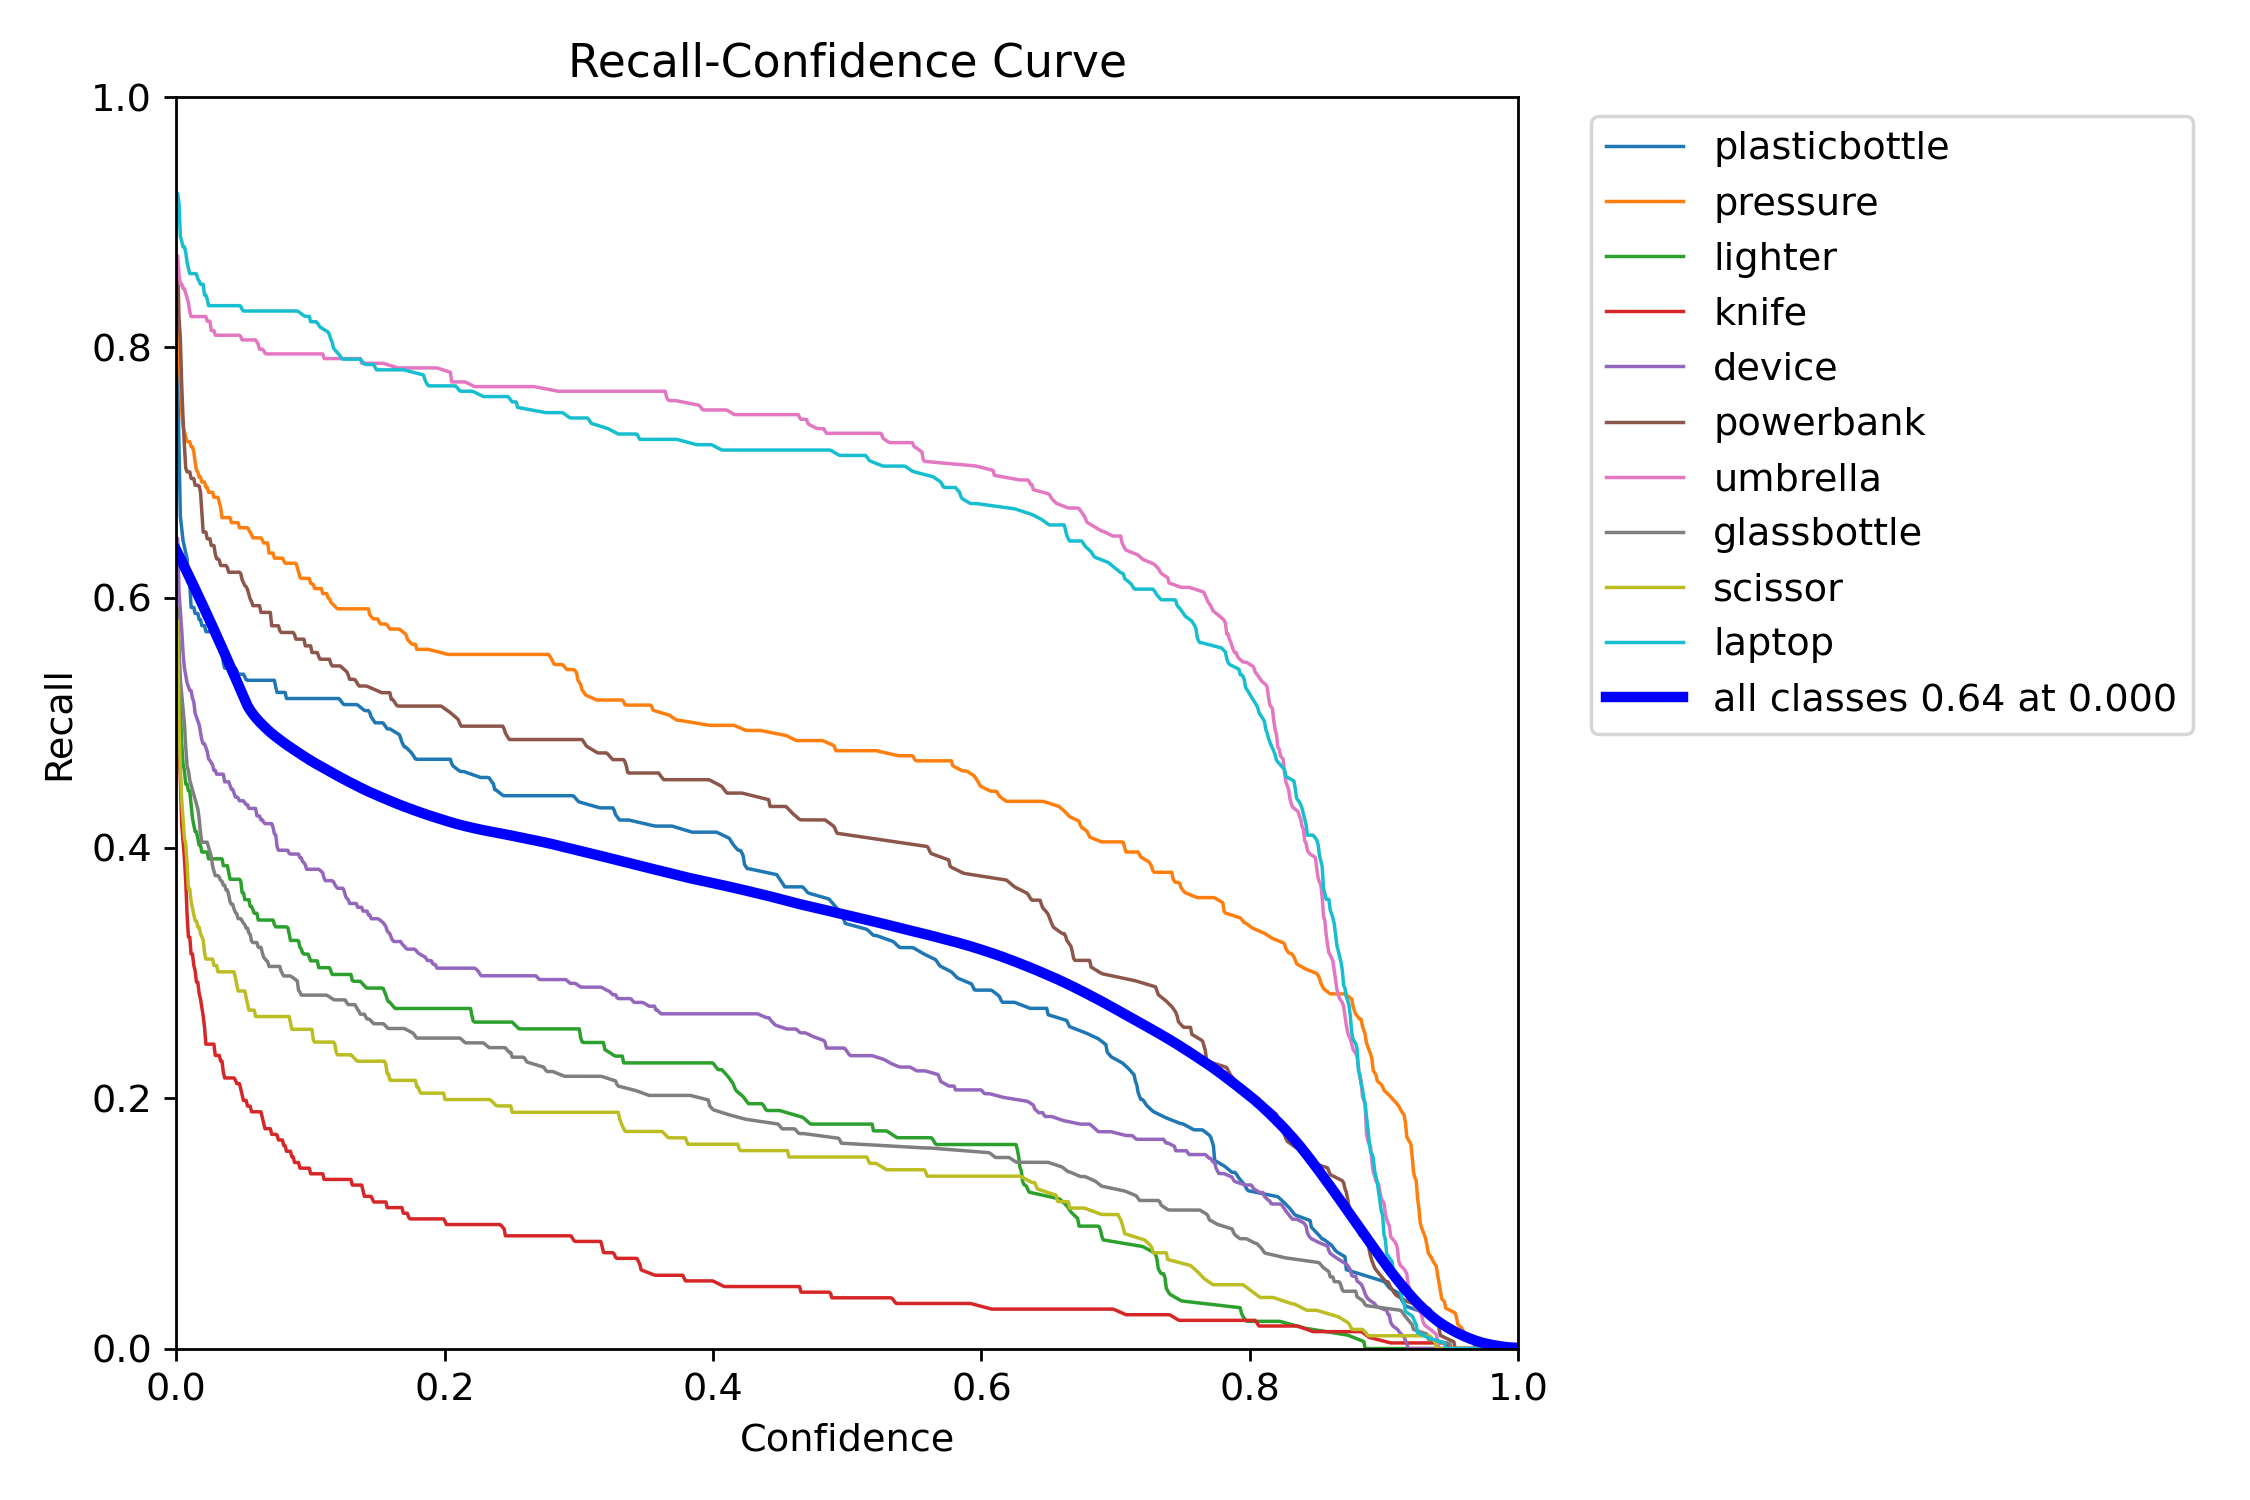 Recall-Confidence Curve
1.0
0.8
0.6
0.4
0.2
0.0
Recall
0.0 0.2 0.4 0.6 0.8 1.0
Confidence
plasticbottle
pressure
lighter
knife
device
powerbank
umbrella
glassbottle
scissor
laptop
all classes 0.64 at 0.000